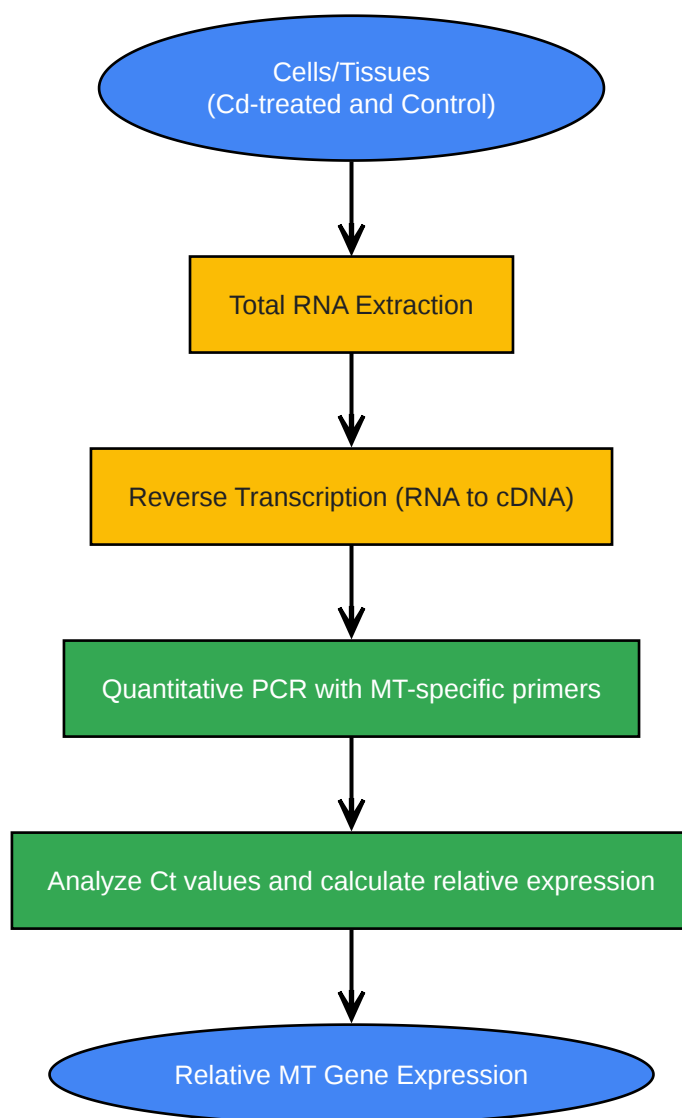 Cells/Tissues
(Cd-treated and Control)
Total RNA Extraction
Reverse Transcription (RNA to cDNA)
Quantitative PCR with MT-specific primers
Analyze Ct values and calculate relative expression
Relative MT Gene Expression